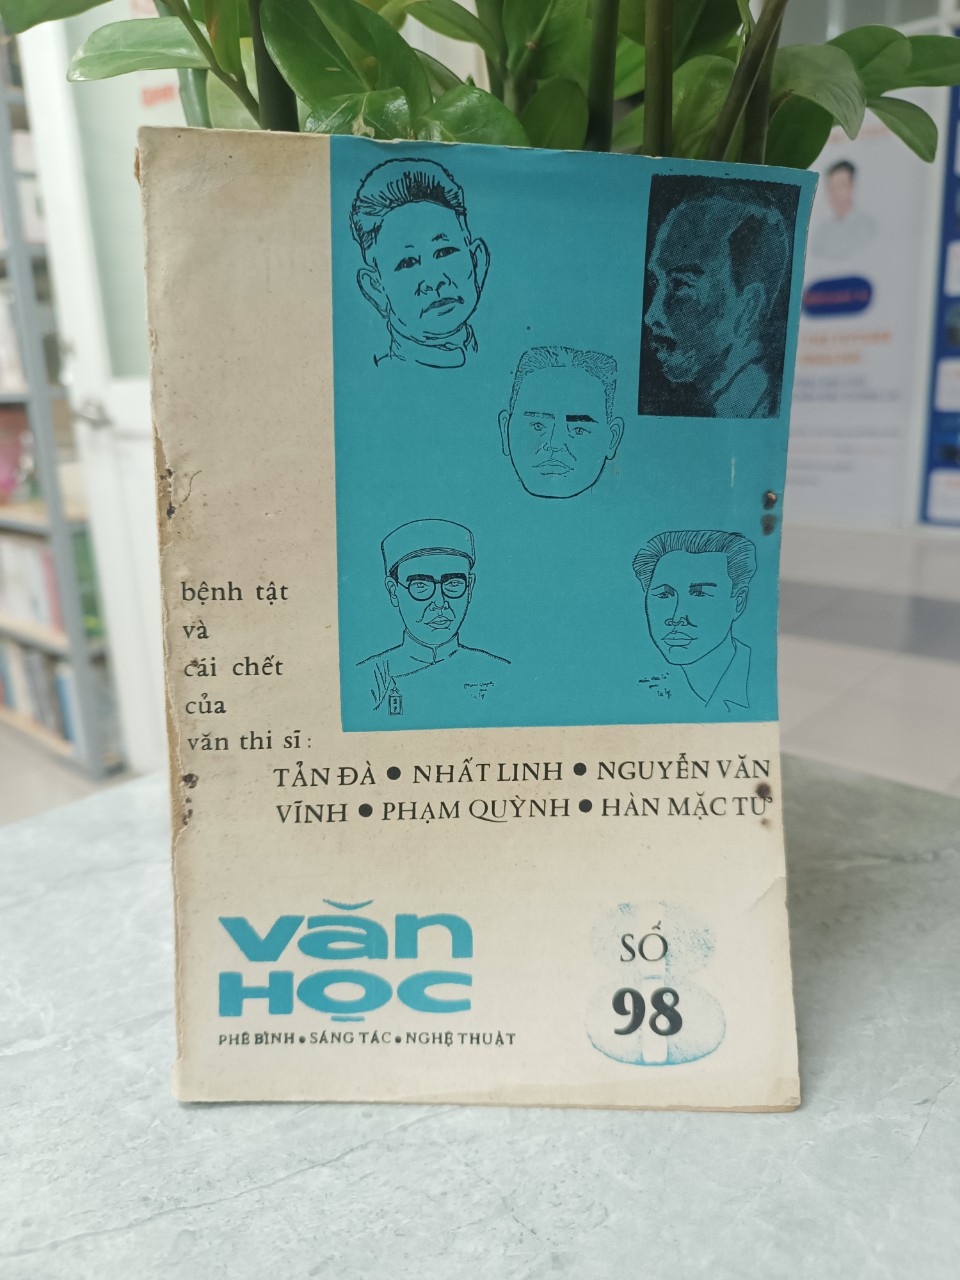 bệnh tật
và
cái chết
của
văn thi sĩ :
TẢN ĐÀ ● NHẤT LINH ● NGUYỄN VĂN
VĨNH ● PHẠM QUỲNH ● HÀN MẶC TỬ
văn
HỌC
PHÊ BÌNH • SÁNG TÁC • NGHỆ THUẬT
SỐ
98